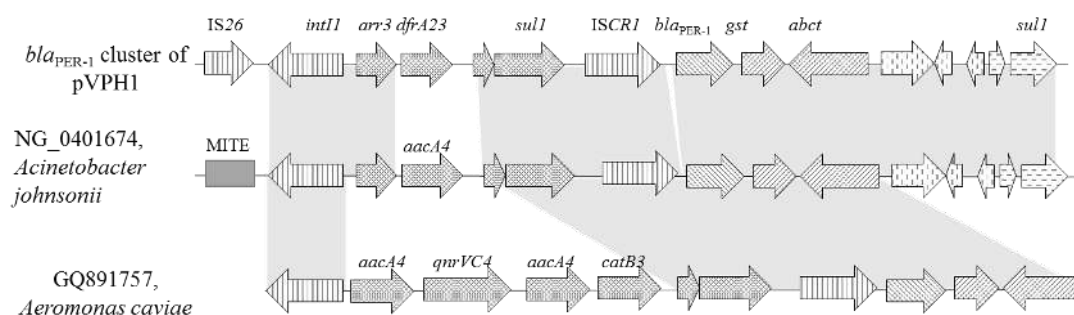 IS26 intI1 arr3 dfrA23 sul1 ISCR1 blaPER-1 gst abct sul1
blaPER-1 cluster of
pVPH1
NG_0401674,
Acinetobacter
johnsonii
MITE aacA4
GQ891757,
Aeromonas caviae
aacA4 qnrVC4 aacA4 catB3